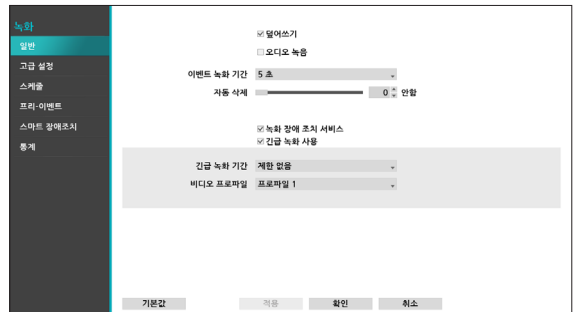 녹화
일반
고급 설정
스케줄
프리-이벤트
스마트 장애조치
통계
덮어쓰기
오디오 녹음
이벤트 녹화 기간 5 초
자동 삭제 0 안함
녹화 장애 조치 서비스
긴급 녹화 사용
긴급 녹화 기간 제한 없음
비디오 프로파일 프로파일 1
기본값 적용 확인 취소